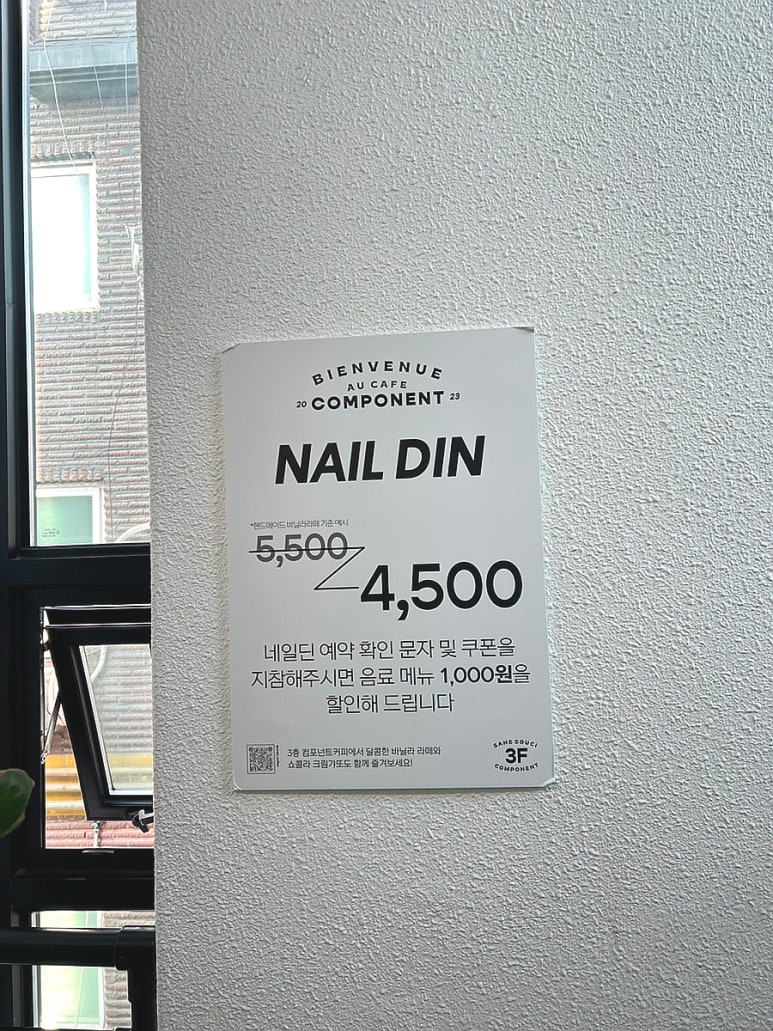 BIENVENUE
AU CAFE
20 COMPONENT 23
NAIL DIN
*핸드메이드 바닐라라떼 기준 예시
5,500
4,500
네일딘 예약 확인 문자 및 쿠폰을
지참해주시면 음료 메뉴 1,000원을
할인해 드립니다
3층 컴포넌트커피에서 달콤한 바닐라 라떼와
쇼콜라 크림가또도 함께 즐겨보세요!
SANS SOUCI
3F
COMPONENT